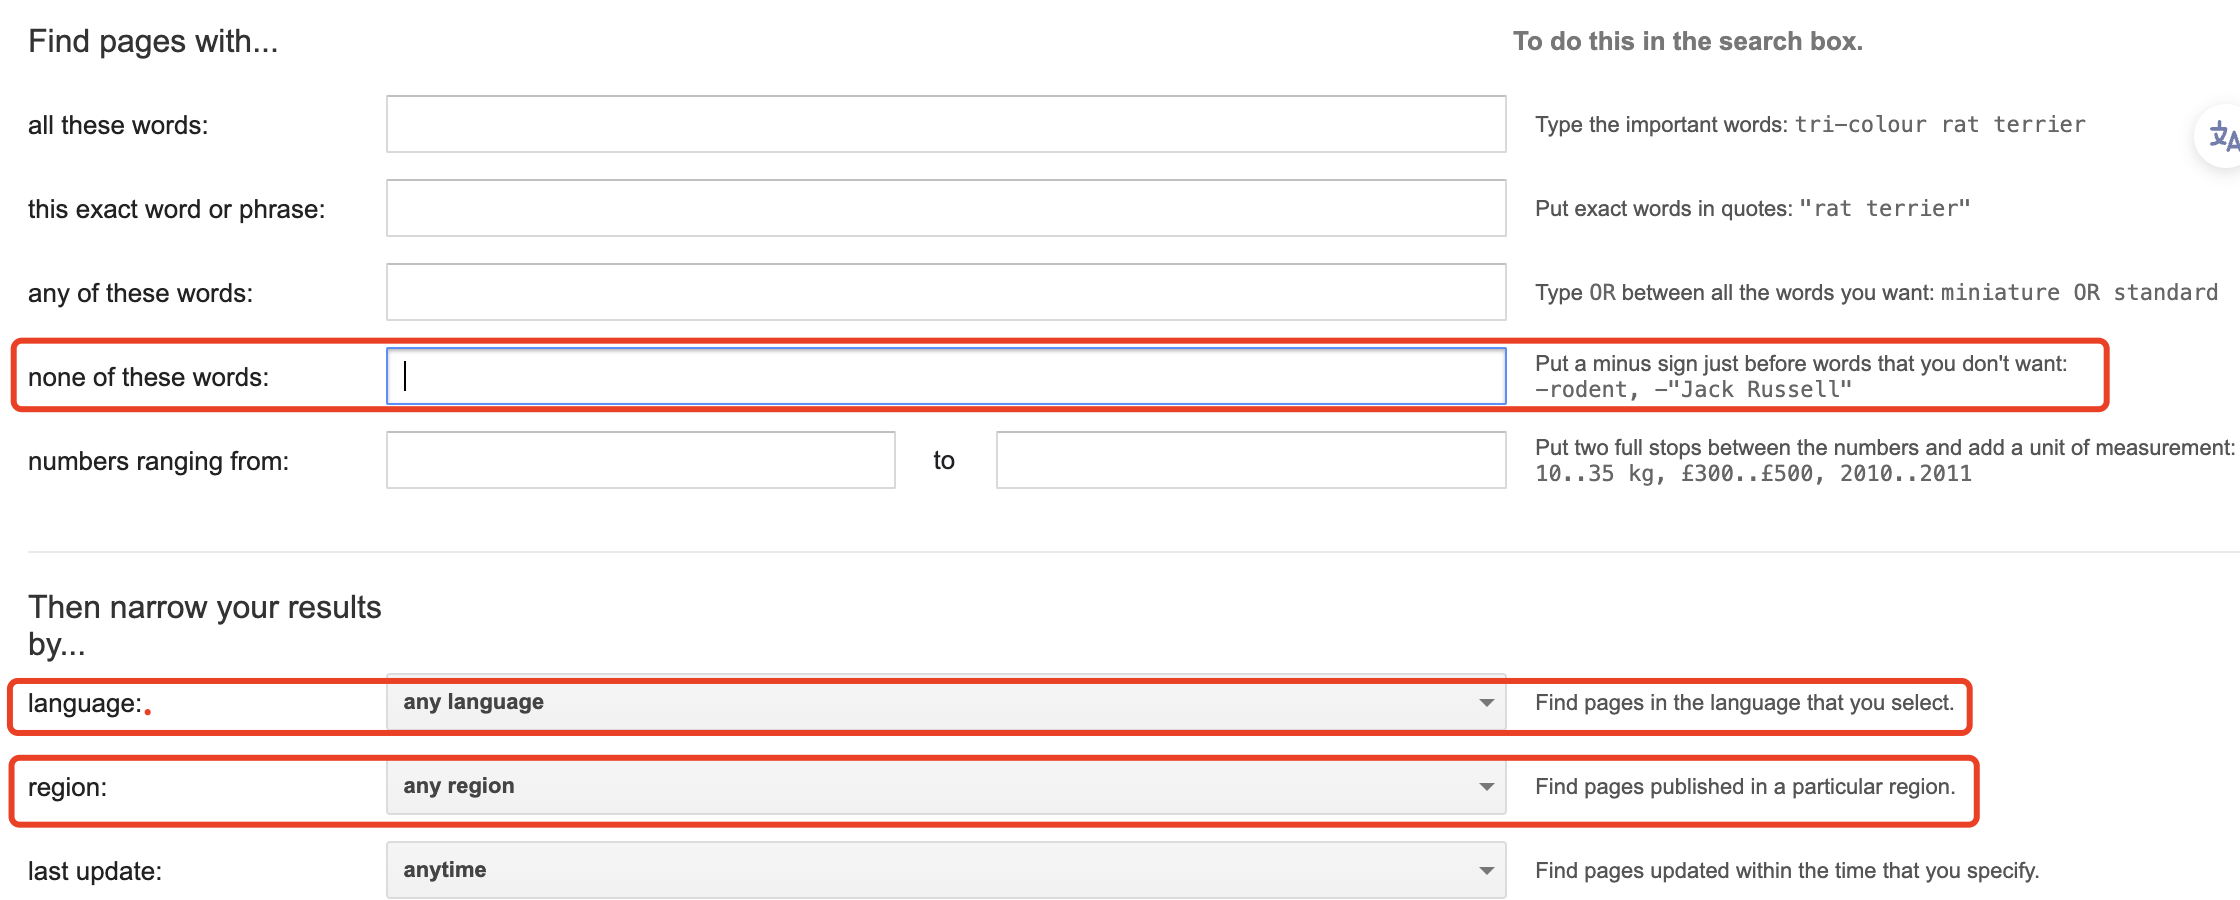 Find pages with...
To do this in the search box.
all these words:
Type the important words: tri-colour rat terrier
this exact word or phrase:
Put exact words in quotes: "rat terrier"
any of these words:
Type OR between all the words you want: miniature OR standard
none of these words:
Put a minus sign just before words that you don't want:
-rodent, -"Jack Russell"
numbers ranging from:
to
Put two full stops between the numbers and add a unit of measurement:
10..35 kg, £300..£500, 2010..2011
Then narrow your results
by...
language:
any language
Find pages in the language that you select.
region:
any region
Find pages published in a particular region.
last update:
anytime
Find pages updated within the time that you specify.
文A